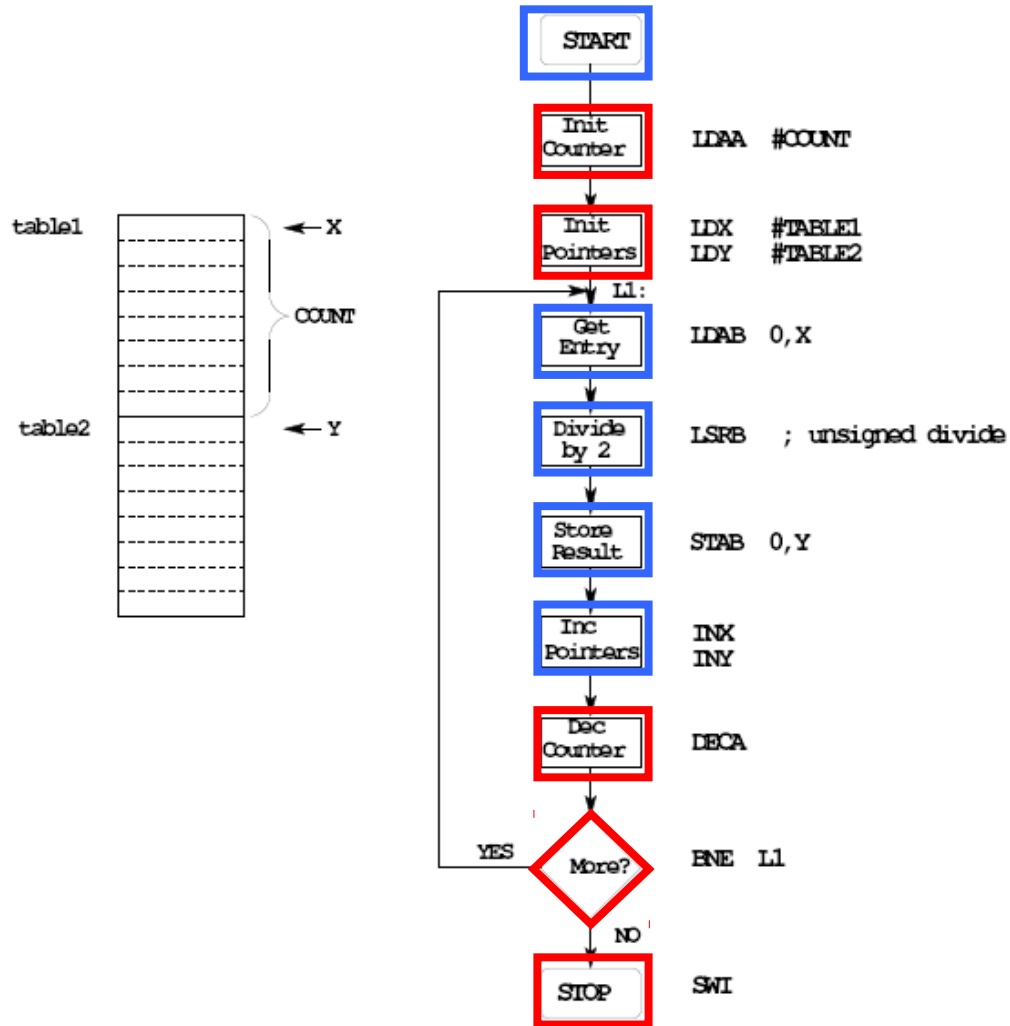 START
Init
Counter
LDAA #COUNT
table1
X
Init
Pointers
LDX #TABLE1
LDY #TABLE2
L1:
COUNT
Get
Entry
LDAB 0,X
table2
Y
Divide
by 2
LSRB ; unsigned divide
Store
Result
STAB 0,Y
Inc
Pointers
INX
INY
Dec
Counter
DECA
YES
More?
BNE L1
NO
STOP
SWI